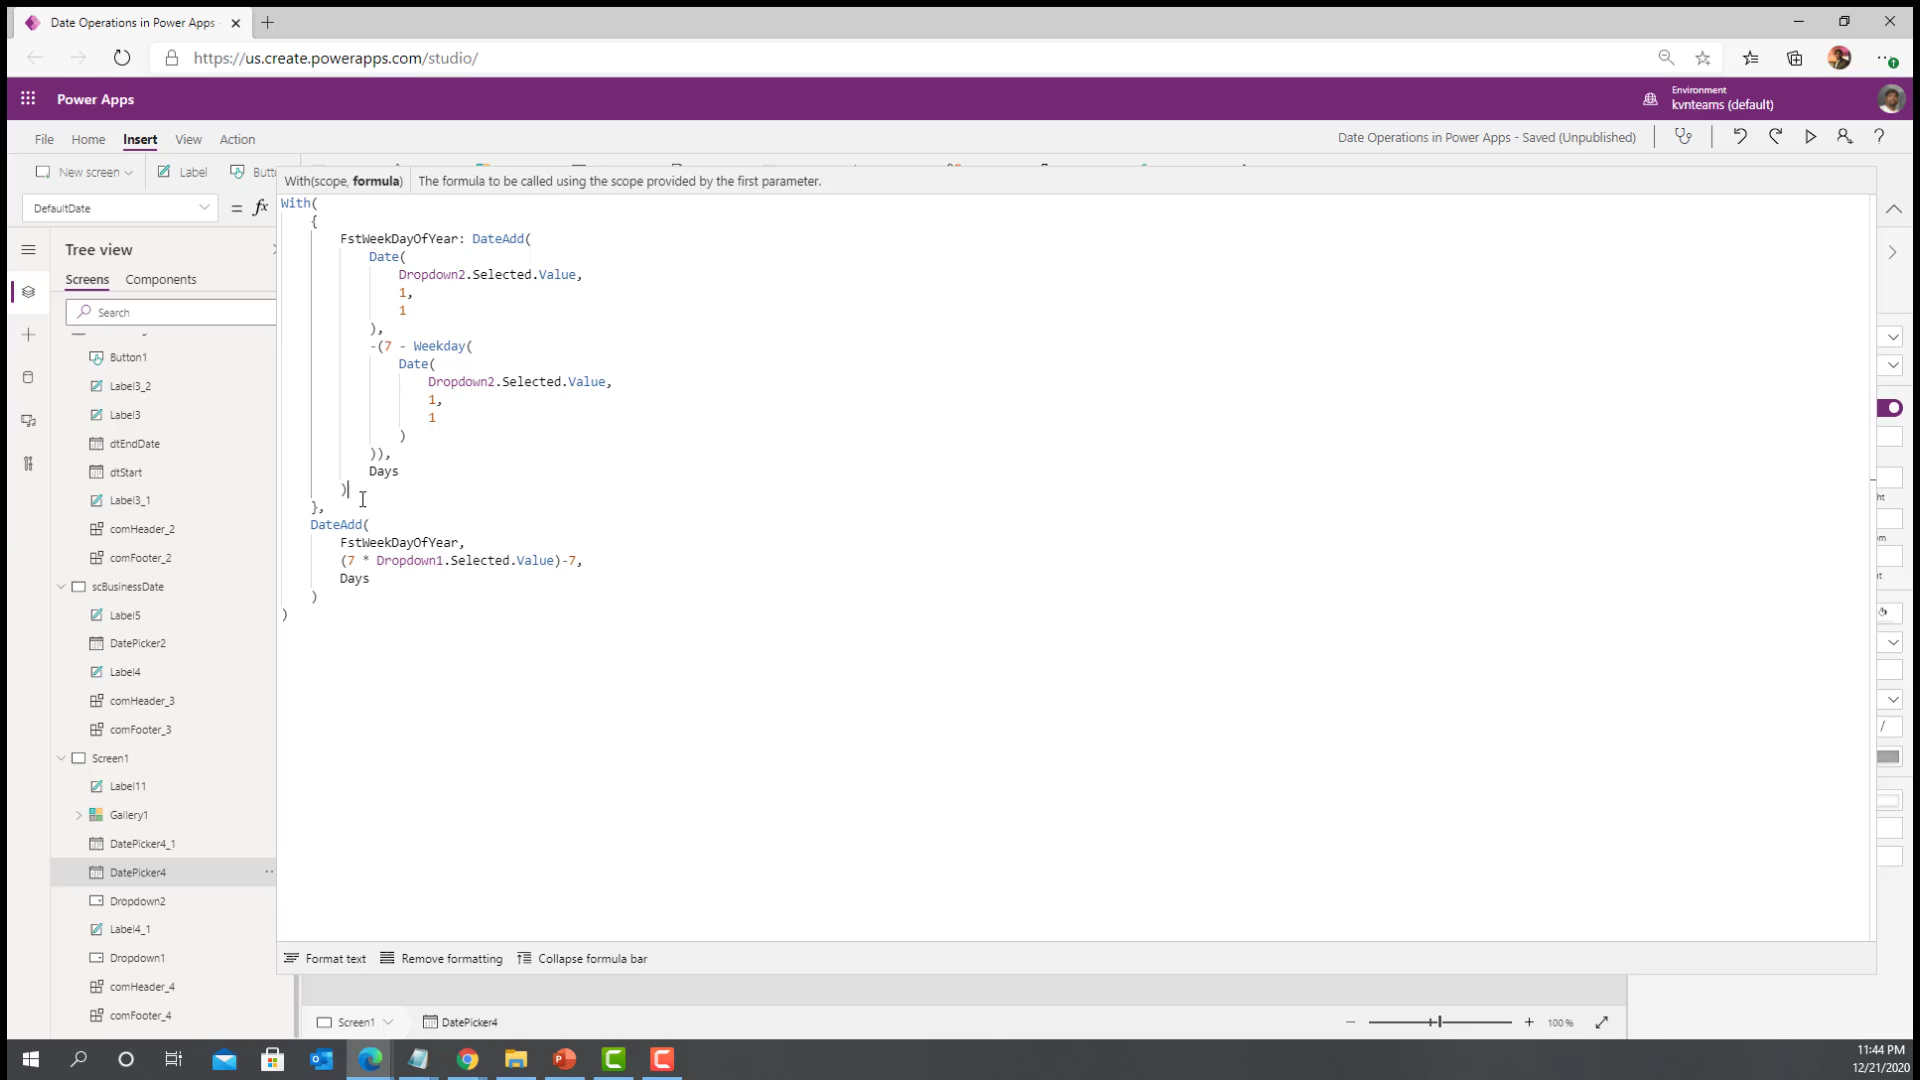 Date Operations in Power Apps
https://us.create.powerapps.com/studio/
Power Apps
Environment
kvnteams (default)
File Home Insert View Action
Date Operations in Power Apps - Saved (Unpublished)
New screen Label
DefaultDate = fx
With(scope, formula) The formula to be called using the scope provided by the first parameter.
With(
{
FstWeekDayOfYear: DateAdd(
Date(
Dropdown2.Selected.Value,
1,
1
),
-(7 - Weekday(
Date(
Dropdown2.Selected.Value,
1,
1
)
)),
Days
)
},
DateAdd(
FstWeekDayOfYear,
(7 * Dropdown1.Selected.Value)-7,
Days
)
)
Tree view
Screens Components
Search
Button1
Label3_2
Label3
dtEndDate
dtStart
Label3_1
comHeader_2
comFooter_2
scBusinessDate
Label5
DatePicker2
Label4
comHeader_3
comFooter_3
Screen1
Label11
Gallery1
DatePicker4_1
DatePicker4
Dropdown2
Label4_1
Dropdown1
comHeader_4
comFooter_4
Format text Remove formatting Collapse formula bar
Screen1 DatePicker4
100 %
11:44 PM
12/21/2020